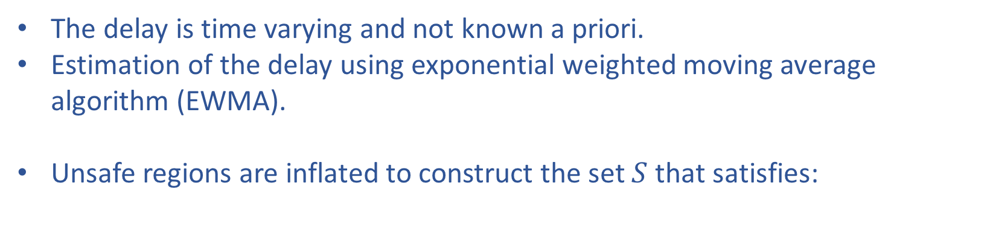 • The delay is time varying and not known a priori.
• Estimation of the delay using exponential weighted moving average
algorithm (EWMA).
• Unsafe regions are inflated to construct the set S that satisfies: